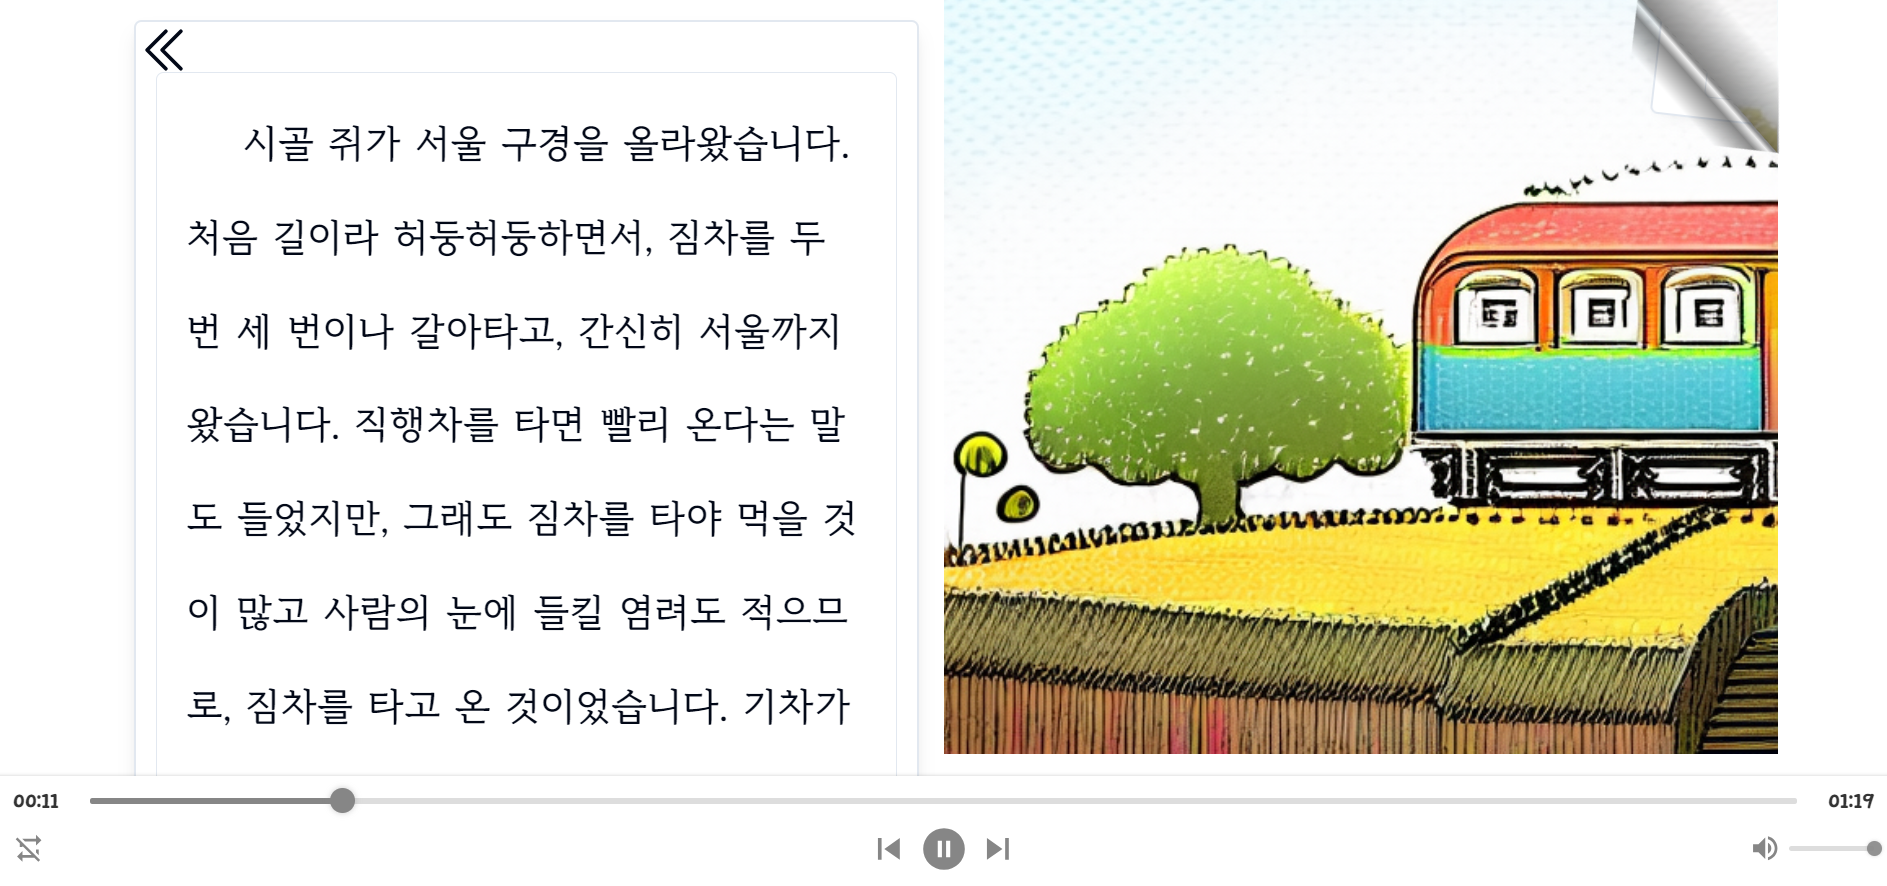 시골 쥐가 서울 구경을 올라왔습니다.
처음 길이라 허둥허둥하면서, 짐차를 두
번 세 번이나 갈아타고, 간신히 서울까지
왔습니다. 직행차를 타면 빨리 온다는 말
도 들었지만, 그래도 짐차를 타야 먹을 것
이 많고 사람의 눈에 들킬 염려도 적으므
로, 짐차를 타고 온 것이었습니다. 기차가
00:11
01:19